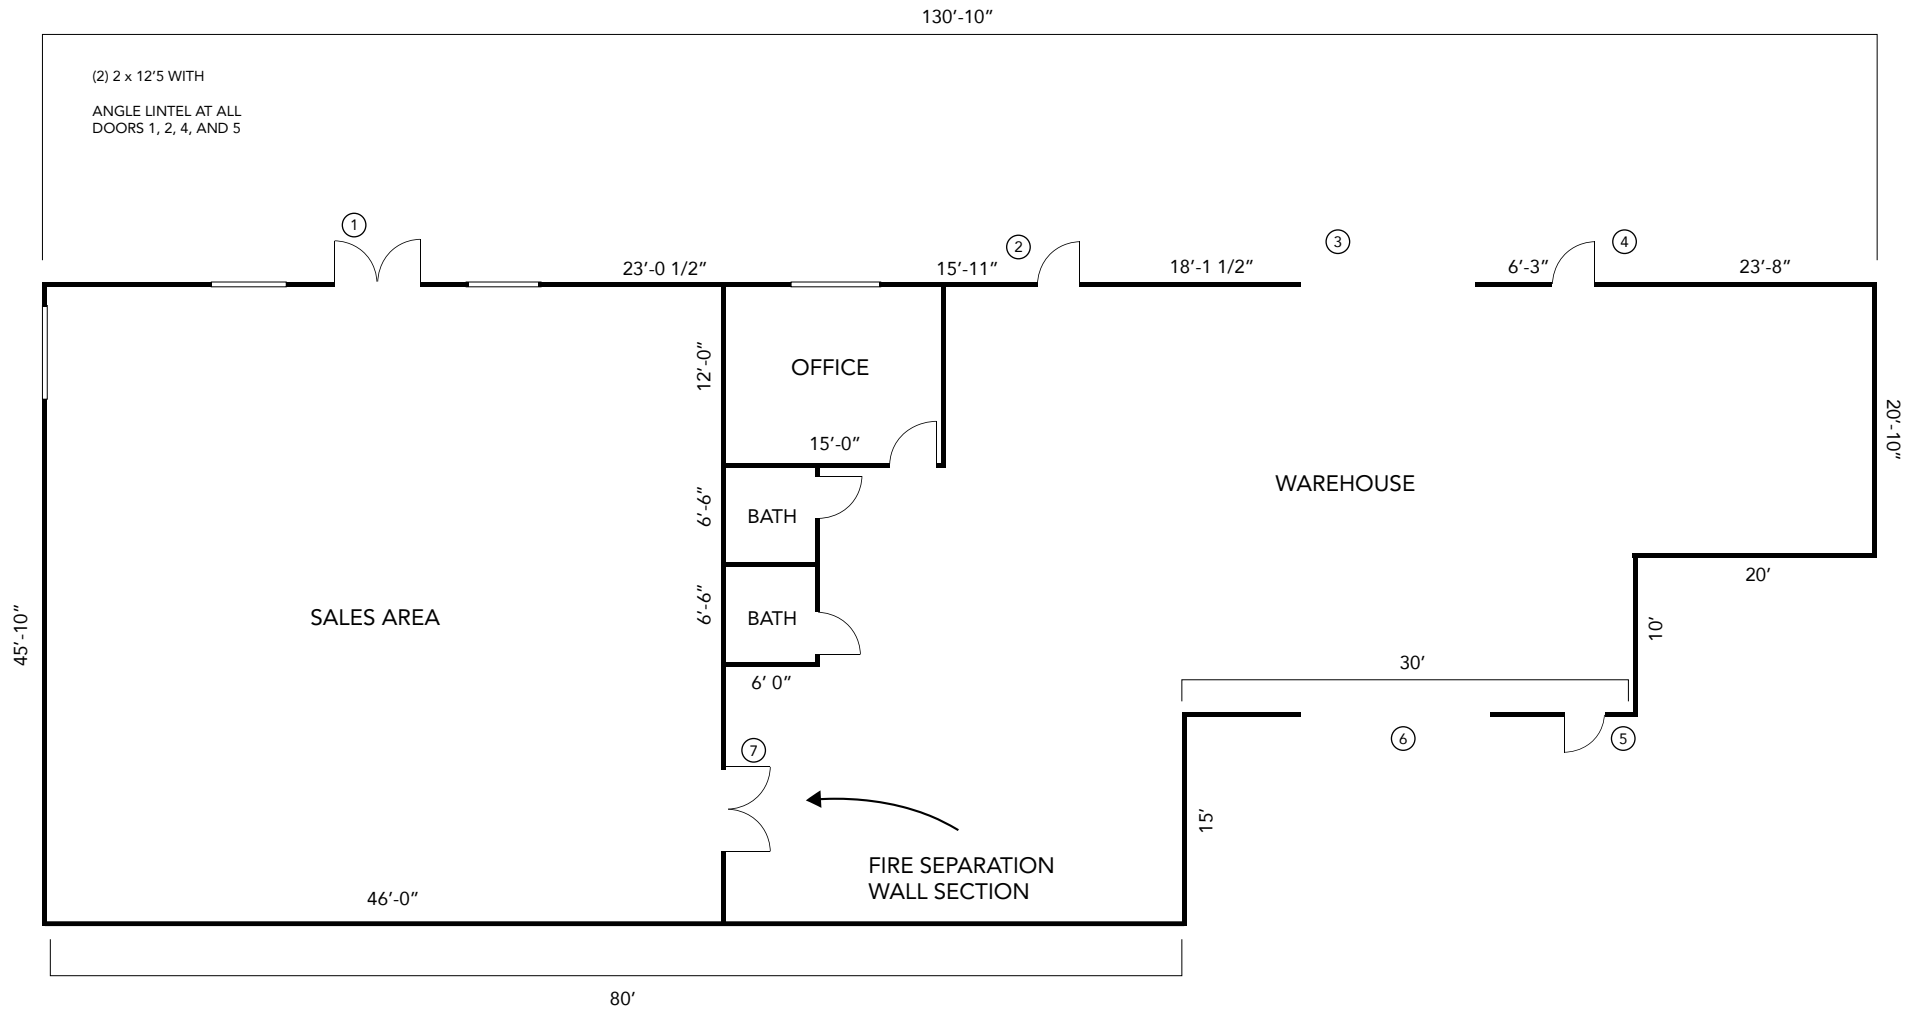 130’-10”
(2) 2 x 12’5 WITH
ANGLE LINTEL AT ALL
DOORS 1, 2, 4, AND 5
1
2
3
4
23’-0 1/2”
15’-11”
18’-1 1/2”
6’-3”
23’-8”
12’-0”
OFFICE
15’-0”
20’-10”
WAREHOUSE
6’-6”
BATH
20’
6’-6”
BATH
SALES AREA
45’-10”
10’
30’
6’ 0”
7
6
5
15’
FIRE SEPARATION
WALL SECTION
46’-0”
80’